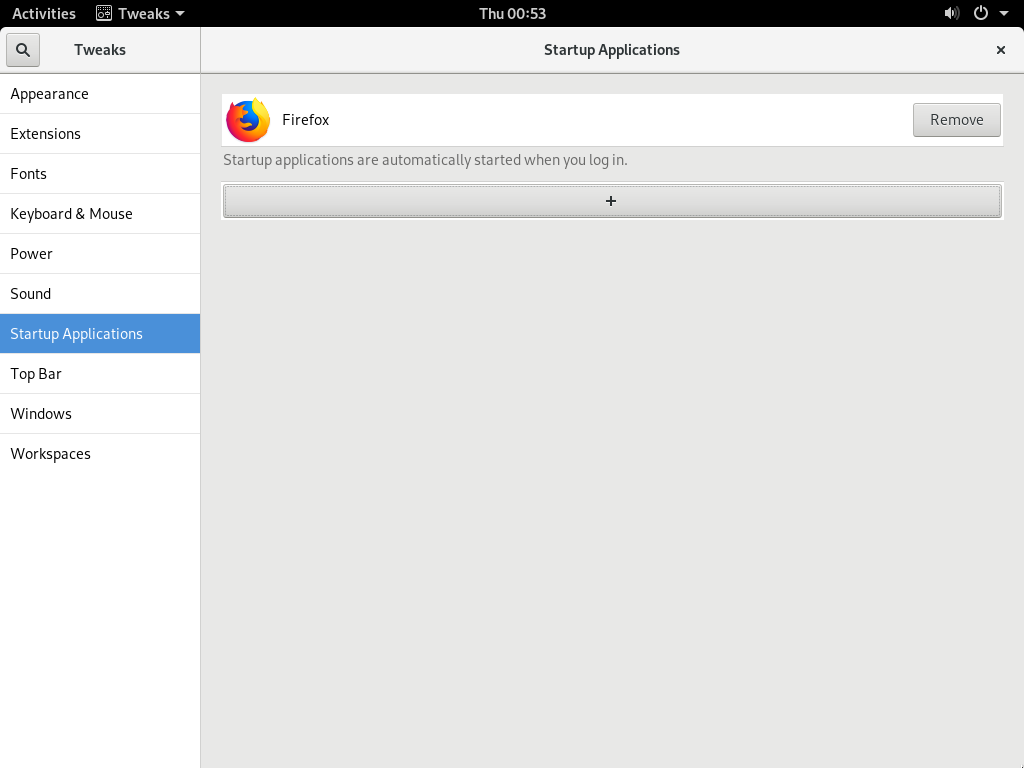 Activities Tweaks Thu 00:53
Tweaks Startup Applications
Appearance
Extensions
Fonts
Keyboard & Mouse
Power
Sound
Startup Applications
Top Bar
Windows
Workspaces
Firefox Remove
Startup applications are automatically started when you log in.
+